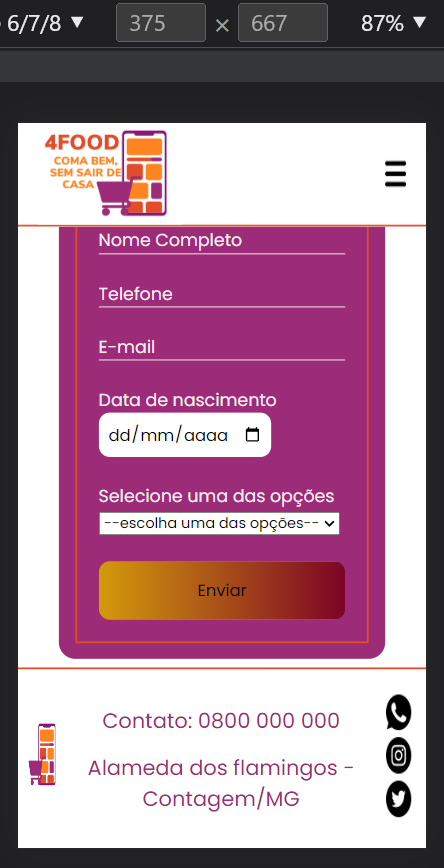 6/7/8 ▼ 375 × 667 87% ▼
4FOOD
COMA BEM,
SEM SAIR DE
CASA
Nome Completo
Telefone
E-mail
Data de nascimento
dd/mm/aaaa
Selecione uma das opções
--escolha uma das opções--
Enviar
Contato: 0800 000 000
Alameda dos flamingos -
Contagem/MG